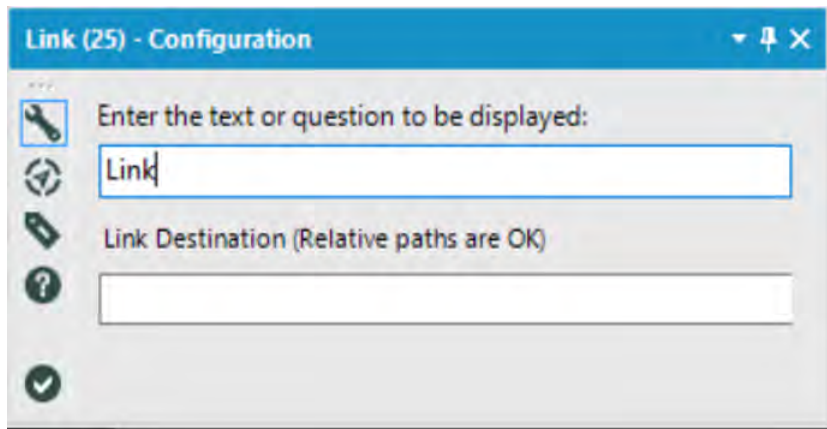 Link (25) - Configuration
Enter the text or question to be displayed:
Link
Link Destination (Relative paths are OK)